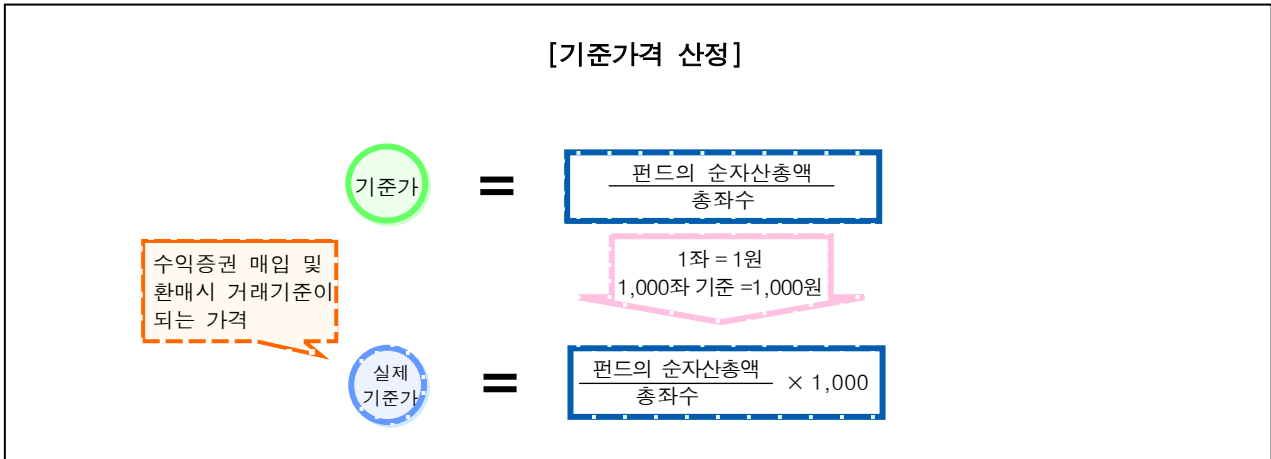 [기준가격 산정]
기준가
=
펀드의 순자산총액
총좌수
1좌 = 1원
1,000좌 기준 =1,000원
수익증권 매입 및
환매시 거래기준이
되는 가격
실제
기준가
=
펀드의 순자산총액
총좌수
× 1,000